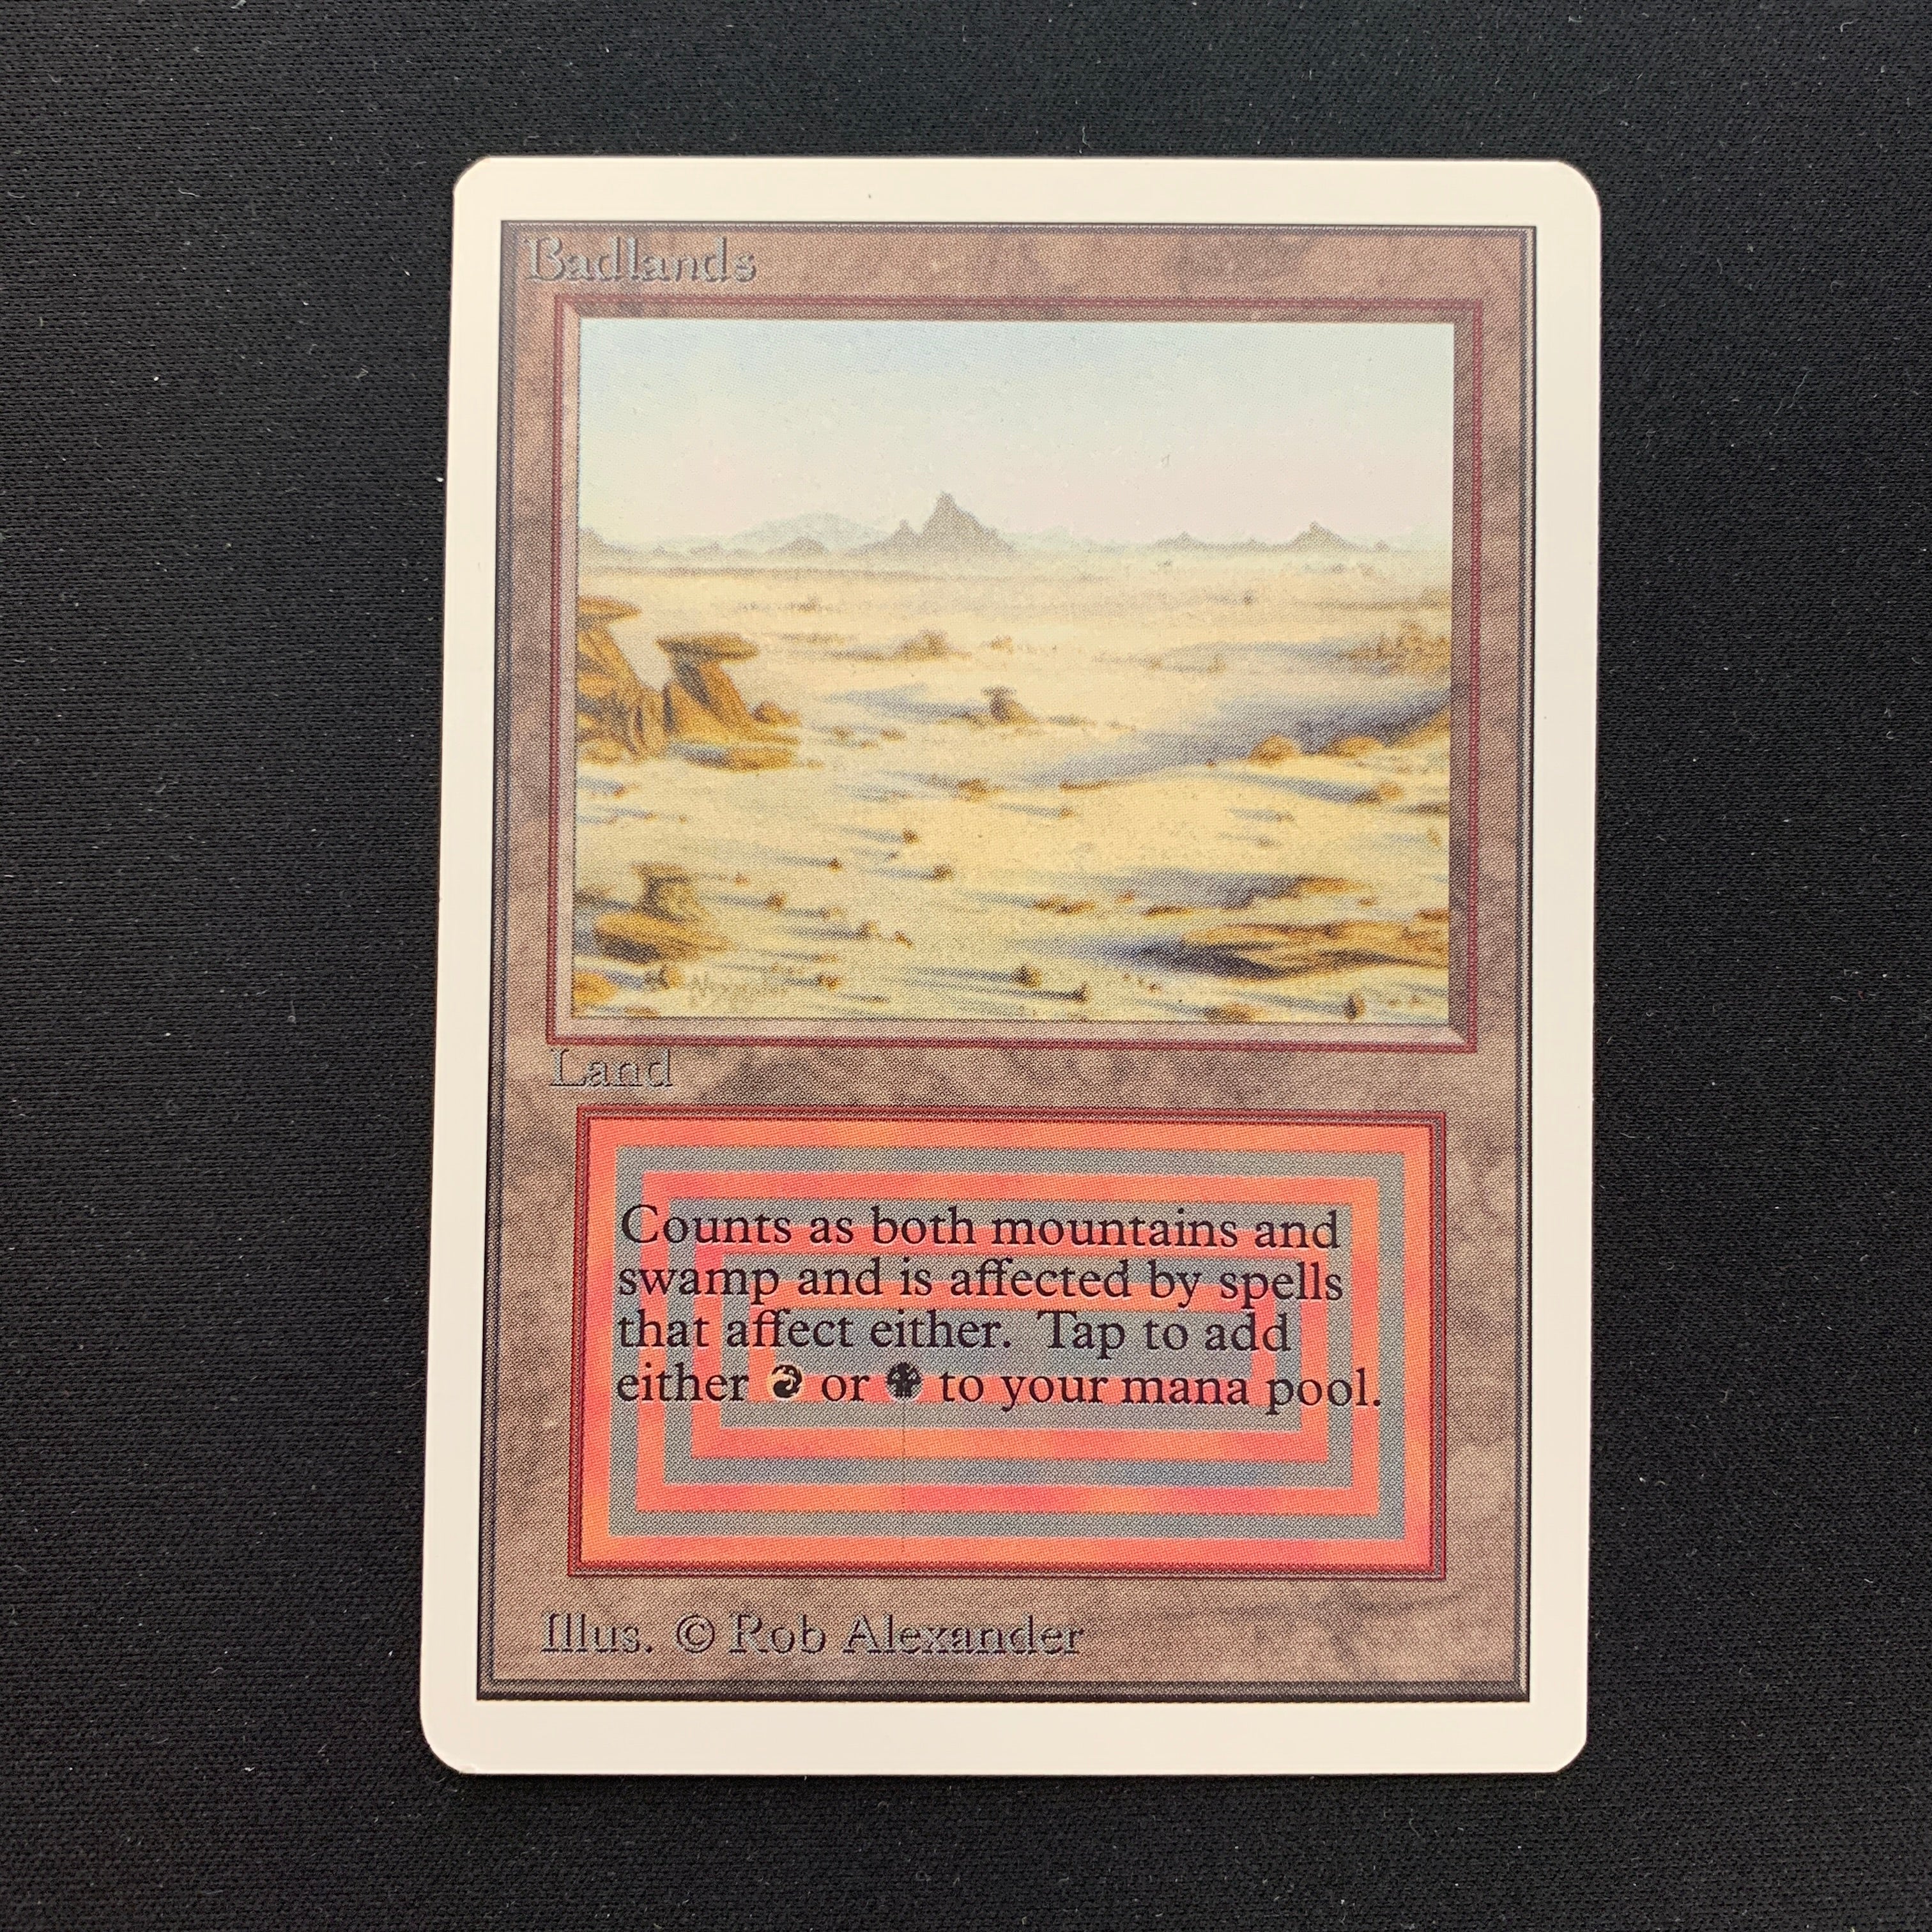 Badlands
Land
Counts as both mountains and
swamp and is affected by spells
that affect either. Tap to add
either or to your mana pool.
Illus. © Rob Alexander